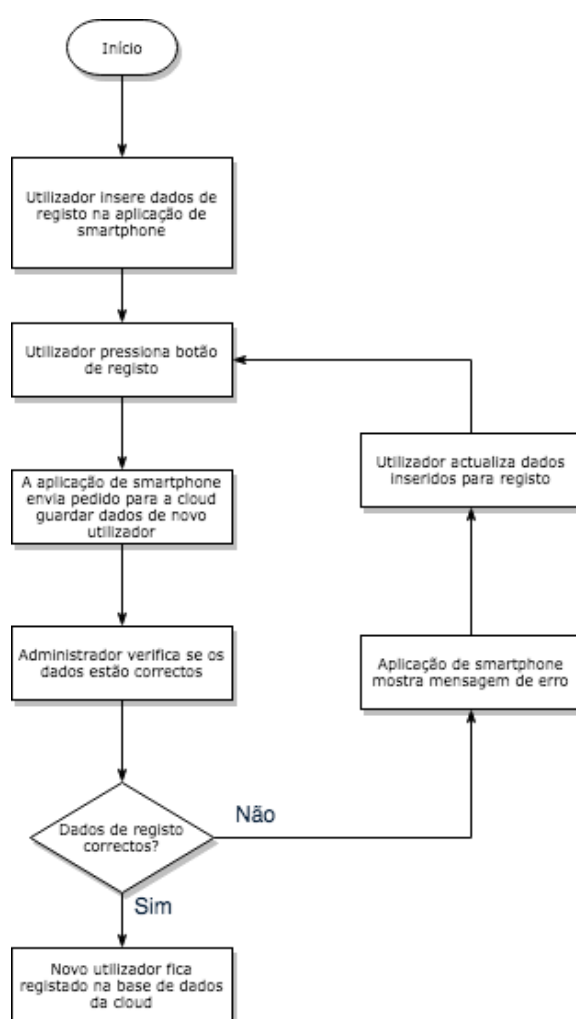 Início
Utilizador insere dados de
registo na aplicação de
smartphone
Utilizador pressiona botão
de registo
A aplicação de smartphone
envia pedido para a cloud
guardar dados de novo
utilizador
Administrador verifica se os
dados estão correctos
Dados de registo
correctos?
Não
Aplicação de smartphone
mostra mensagem de erro
Utilizador actualiza dados
inseridos para registo
Sim
Novo utilizador fica
registado na base de dados
da cloud